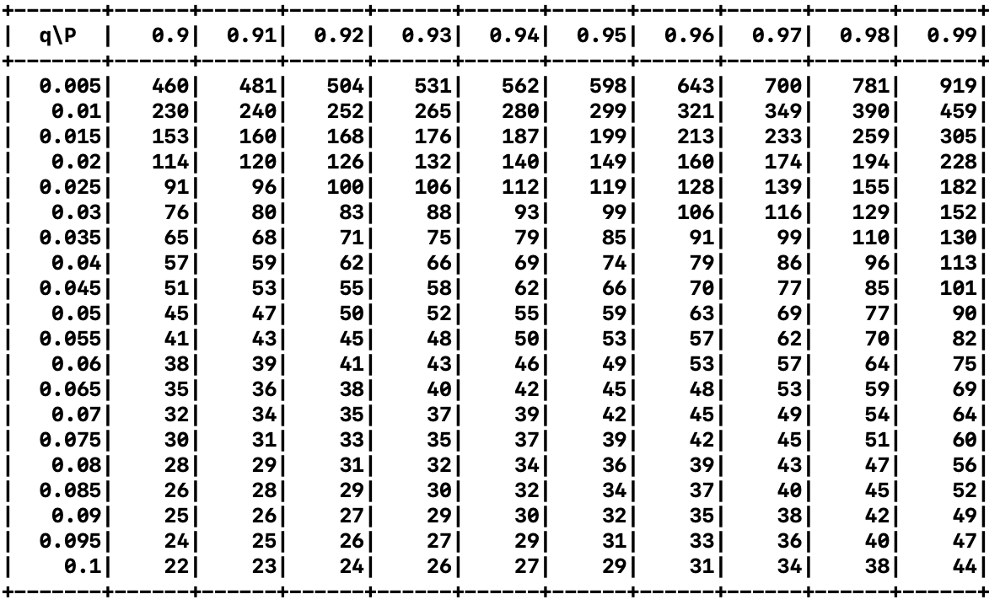 +-------+------+------+------+------+------+------+------+------+------+------+
|  q\P  |   0.9|  0.91|  0.92|  0.93|  0.94|  0.95|  0.96|  0.97|  0.98|  0.99|
+-------+------+------+------+------+------+------+------+------+------+------+
|  0.005|   460|   481|   504|   531|   562|   598|   643|   700|   781|   919|
|   0.01|   230|   240|   252|   265|   280|   299|   321|   349|   390|   459|
|  0.015|   153|   160|   168|   176|   187|   199|   213|   233|   259|   305|
|   0.02|   114|   120|   126|   132|   140|   149|   160|   174|   194|   228|
|  0.025|    91|    96|   100|   106|   112|   119|   128|   139|   155|   182|
|   0.03|    76|    80|    83|    88|    93|    99|   106|   116|   129|   152|
|  0.035|    65|    68|    71|    75|    79|    85|    91|    99|   110|   130|
|   0.04|    57|    59|    62|    66|    69|    74|    79|    86|    96|   113|
|  0.045|    51|    53|    55|    58|    62|    66|    70|    77|    85|   101|
|   0.05|    45|    47|    50|    52|    55|    59|    63|    69|    77|    90|
|  0.055|    41|    43|    45|    48|    50|    53|    57|    62|    70|    82|
|   0.06|    38|    39|    41|    43|    46|    49|    53|    57|    64|    75|
|  0.065|    35|    36|    38|    40|    42|    45|    48|    53|    59|    69|
|   0.07|    32|    34|    35|    37|    39|    42|    45|    49|    54|    64|
|  0.075|    30|    31|    33|    35|    37|    39|    42|    45|    51|    60|
|   0.08|    28|    29|    31|    32|    34|    36|    39|    43|    47|    56|
|  0.085|    26|    28|    29|    30|    32|    34|    37|    40|    45|    52|
|   0.09|    25|    26|    27|    29|    30|    32|    35|    38|    42|    49|
|  0.095|    24|    25|    26|    27|    29|    31|    33|    36|    40|    47|
|    0.1|    22|    23|    24|    26|    27|    29|    31|    34|    38|    44|
+-------+------+------+------+------+------+------+------+------+------+------+